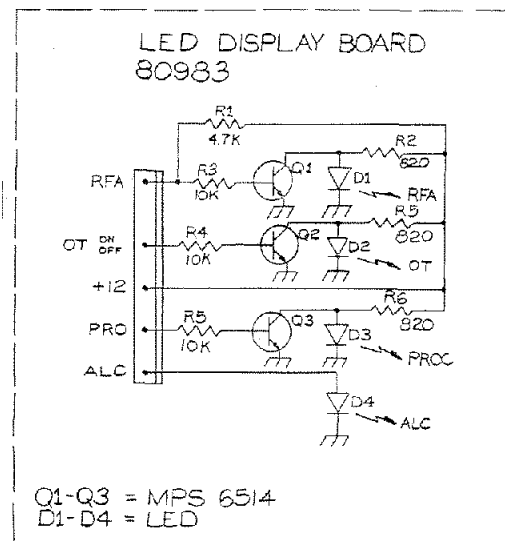 LED DISPLAY BOARD
80983
R1
4.7K
R2
820
Q1
R3
10K
RFA
D1
RFA
R5
820
OT ON OFF
R4
10K
Q2
D2
OT
+12
R6
820
PRO
R5
10K
Q3
D3
PROC
ALC
D4
ALC
Q1-Q3 = MPS 6514
D1-D4 = LED